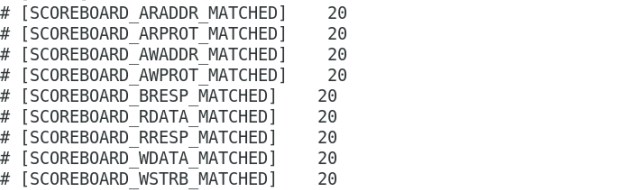 # [SCOREBOARD_ARADDR_MATCHED]    20
# [SCOREBOARD_ARPROT_MATCHED]    20
# [SCOREBOARD_AWADDR_MATCHED]    20
# [SCOREBOARD_AWPROT_MATCHED]    20
# [SCOREBOARD_BRESP_MATCHED]    20
# [SCOREBOARD_RDATA_MATCHED]    20
# [SCOREBOARD_RRESP_MATCHED]    20
# [SCOREBOARD_WDATA_MATCHED]    20
# [SCOREBOARD_WSTRB_MATCHED]    20